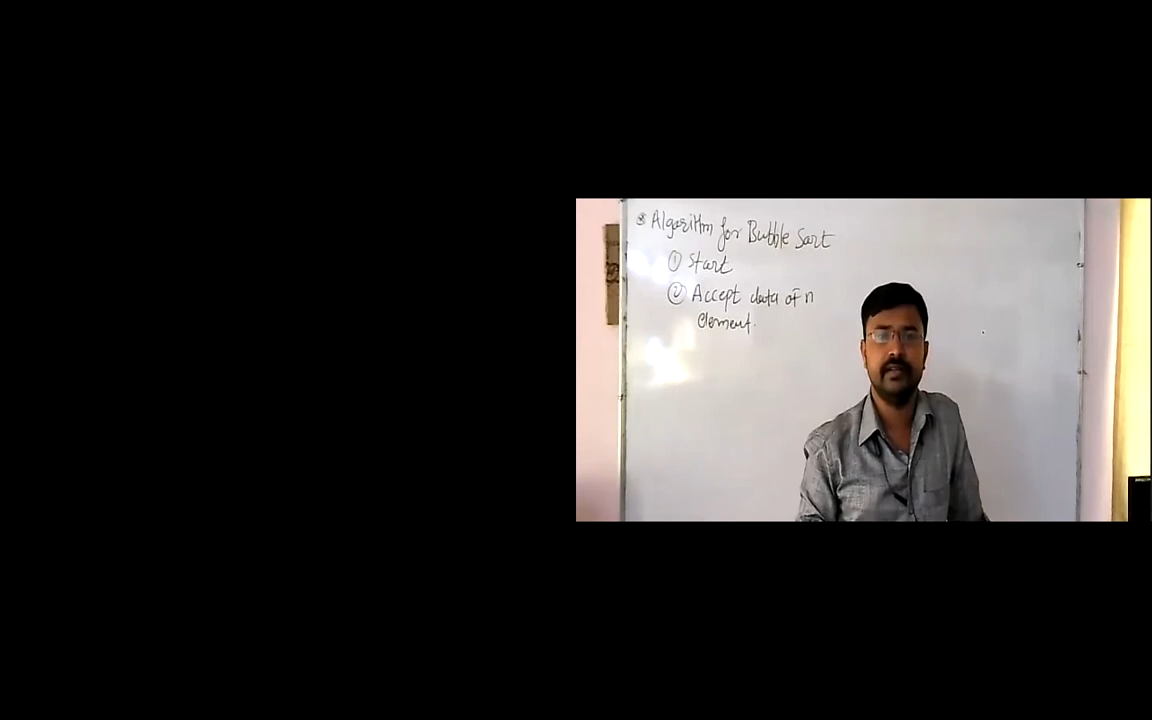 Algorithm for Bubble Sort
① Start
② Accept data of n
element.